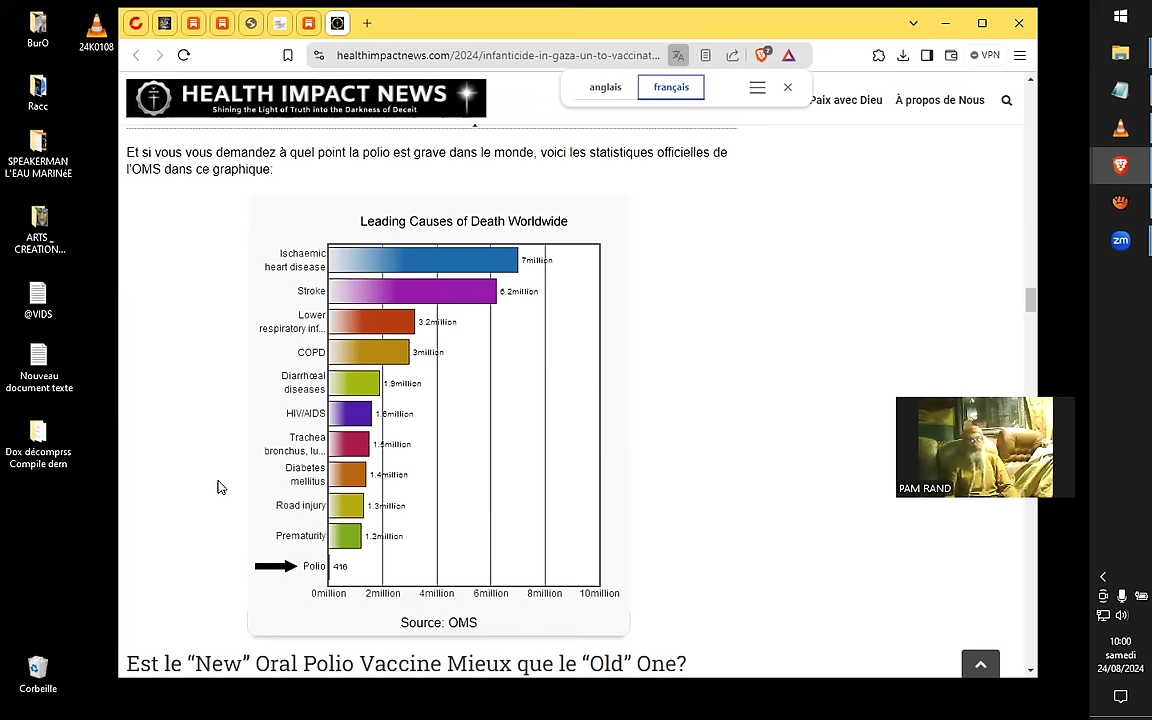 BurO
24K0108
Racc
SPEAKERMAN
L'EAU MARINéE
ARTS_
CREATION...
@VIDS
Nouveau
document texte
Dox décomprss
Compile dern
Corbeille
healthimpactnews.com/2024/infanticide-in-gaza-un-to-vaccinat...
VPN
anglais
français
HEALTH IMPACT NEWS
Shining the Light of Truth into the Darkness of Deceit
Paix avec Dieu
À propos de Nous
Et si vous vous demandez à quel point la polio est grave dans le monde, voici les statistiques officielles de
l'OMS dans ce graphique:
Leading Causes of Death Worldwide
Ischaemic
heart disease
7million
Stroke
6.2million
Lower
respiratory inf...
3.2million
COPD
3million
Diarrhœal
diseases
1.9million
HIV/AIDS
1.6million
Trachea
bronchus, lu...
1.5million
Diabetes
mellitus
1.4million
Road injury
1.3million
Prematurity
1.2million
Polio
416
0million
2million
4million
6million
8million
10million
Source: OMS
Est le “New” Oral Polio Vaccine Mieux que le “Old” One?
PAM RAND
zm
10:00
samedi
24/08/2024